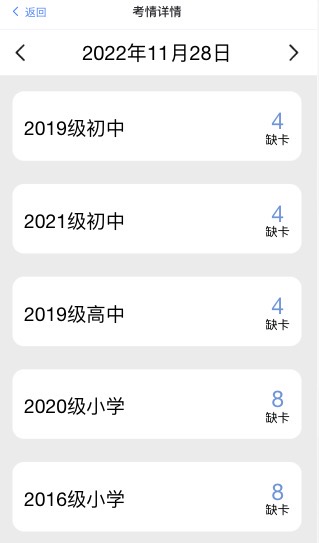 返回 考情详情
2022年11月28日
2019级初中 4
缺卡
2021级初中 4
缺卡
2019级高中 4
缺卡
2020级小学 8
缺卡
2016级小学 8
缺卡